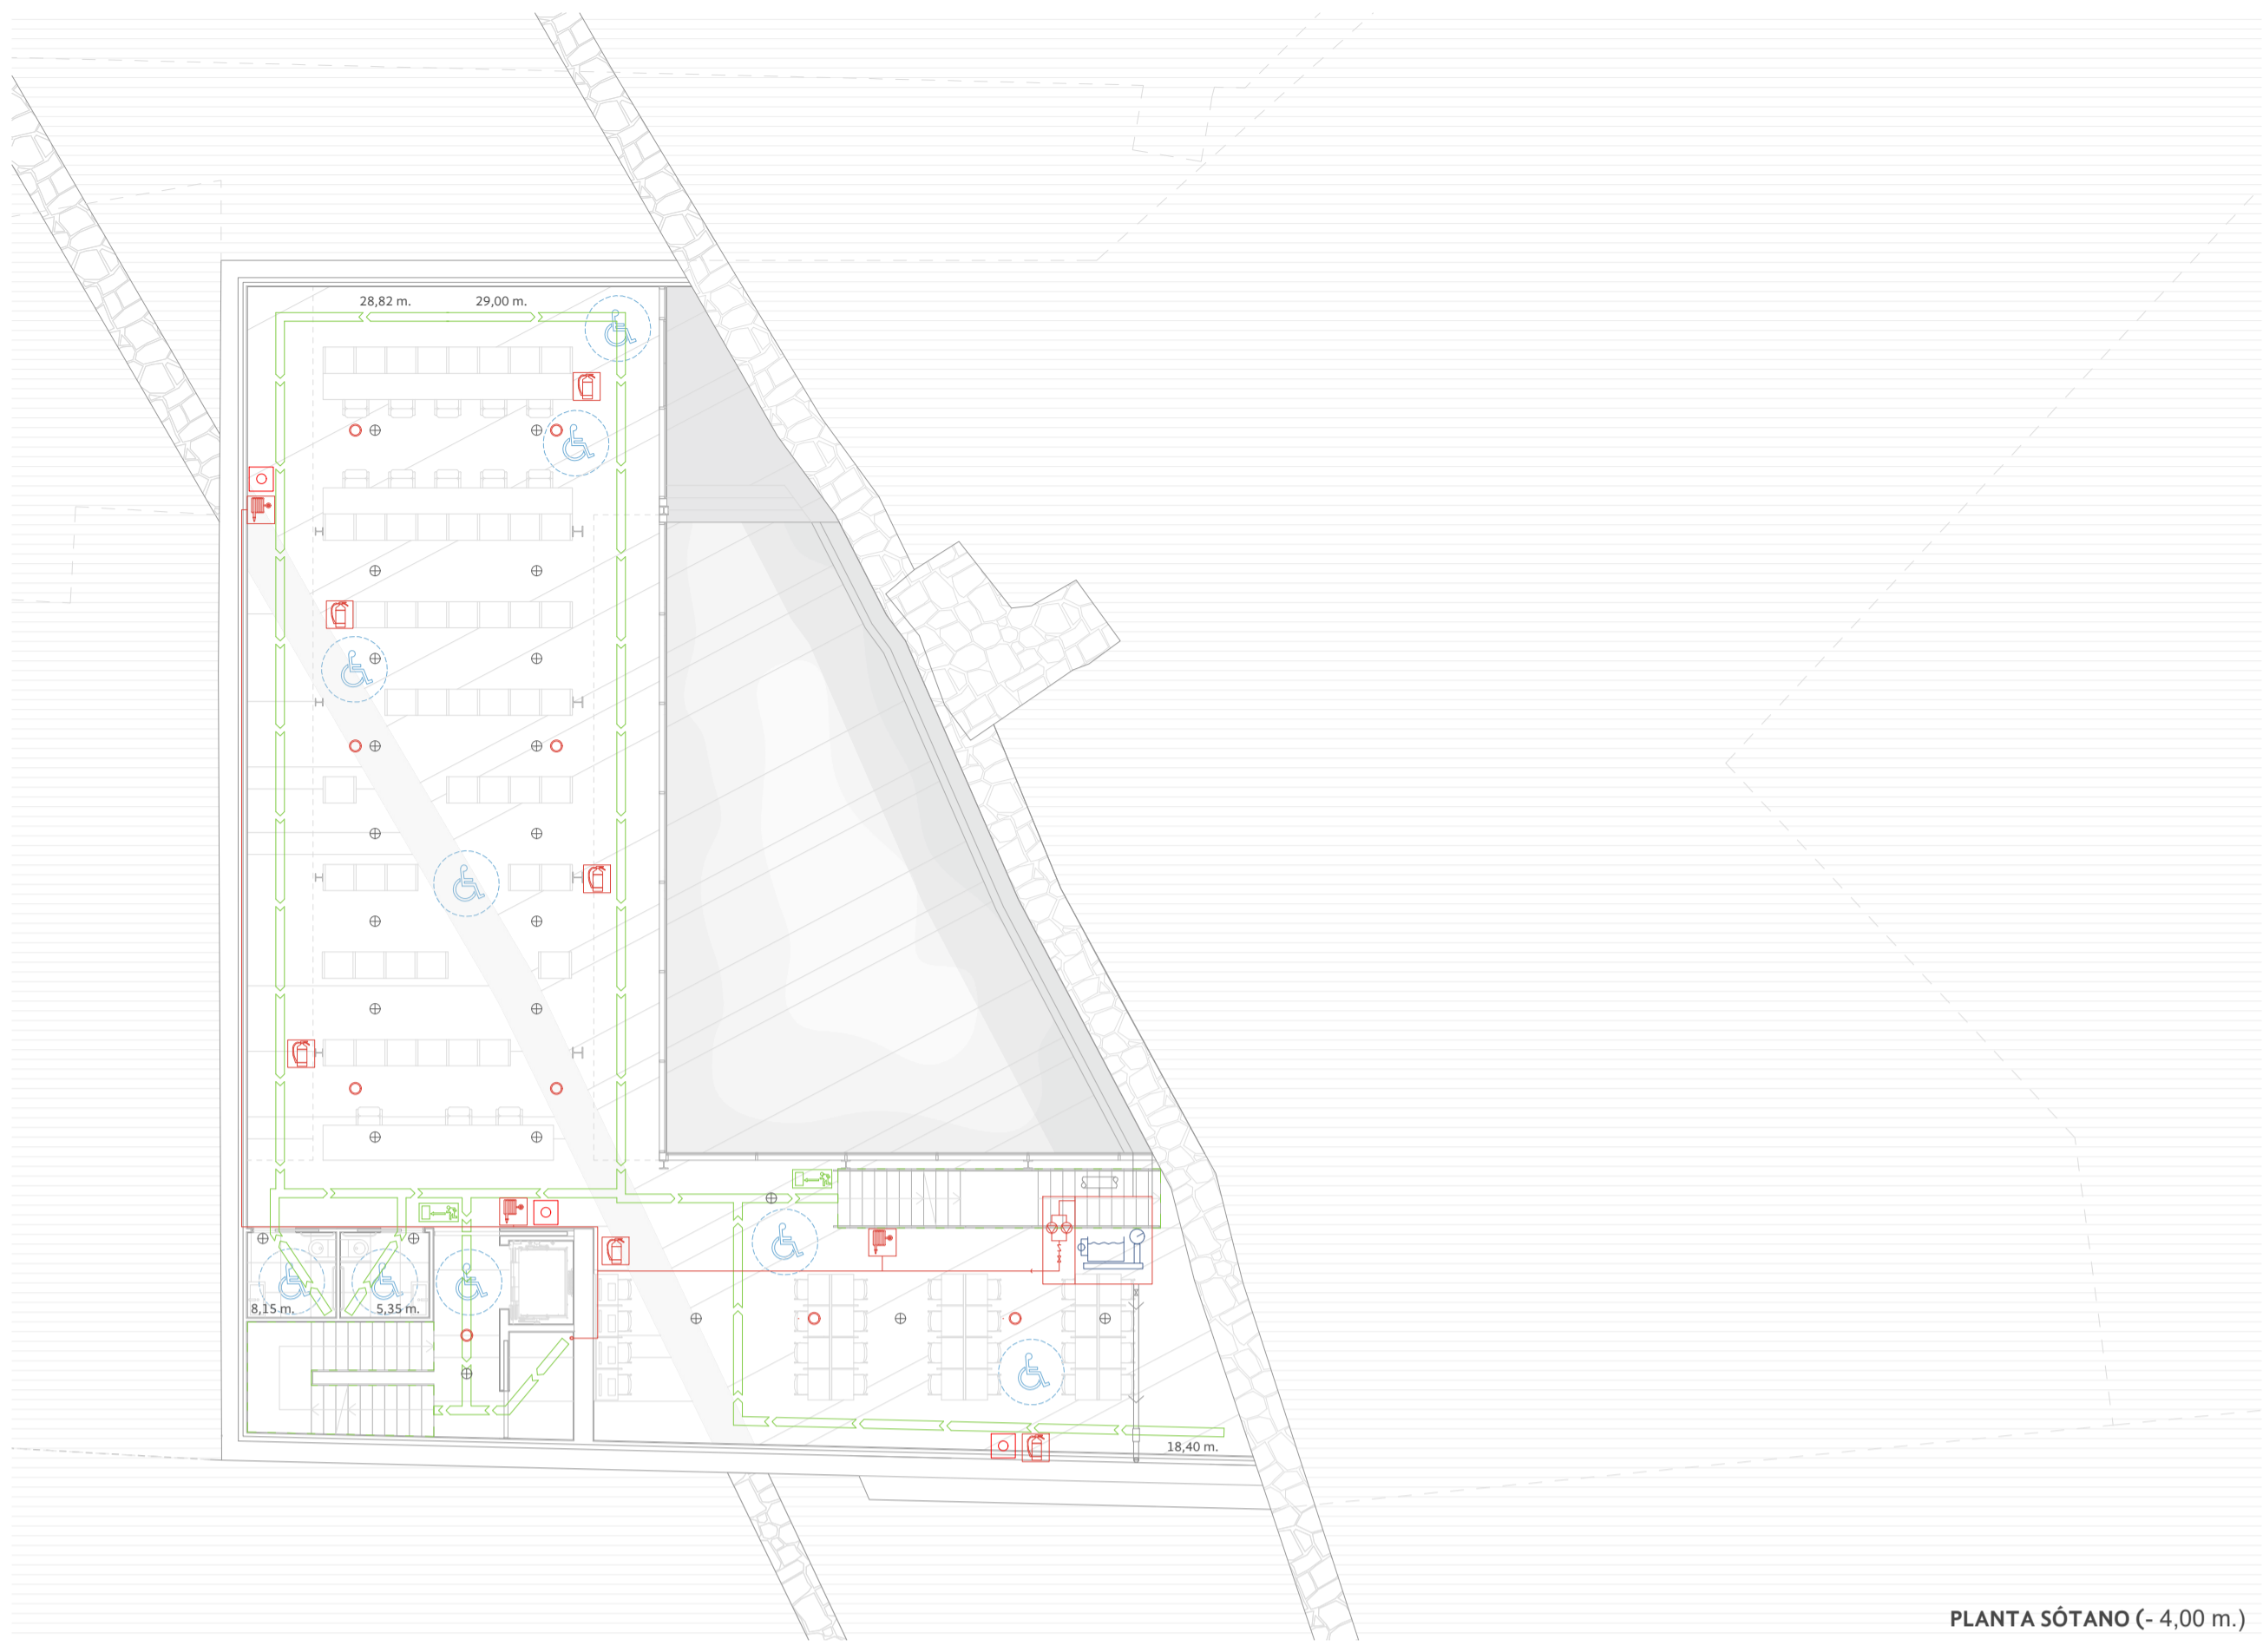 28,82 m.
29,00 m.
8,15 m.
5,35 m.
18,40 m.
PLANTA SÓTANO (- 4,00 m.)